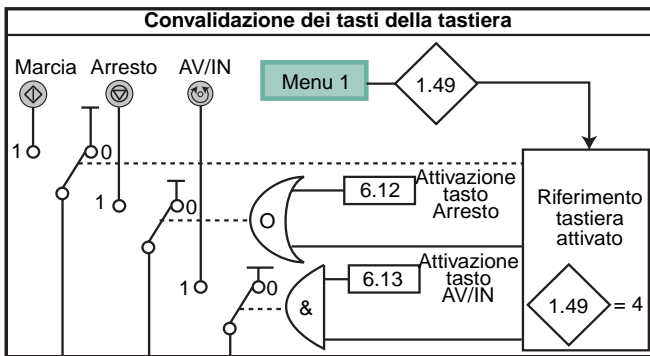 Convalidazione dei tasti della tastiera
Marcia
Arresto
AV/IN
Menu 1
1.49
1
0
1
0
O
6.12
Attivazione
tasto
Arresto
Riferimento
tastiera
attivato
1
0
&
6.13
Attivazione
tasto
AV/IN
1.49
= 4